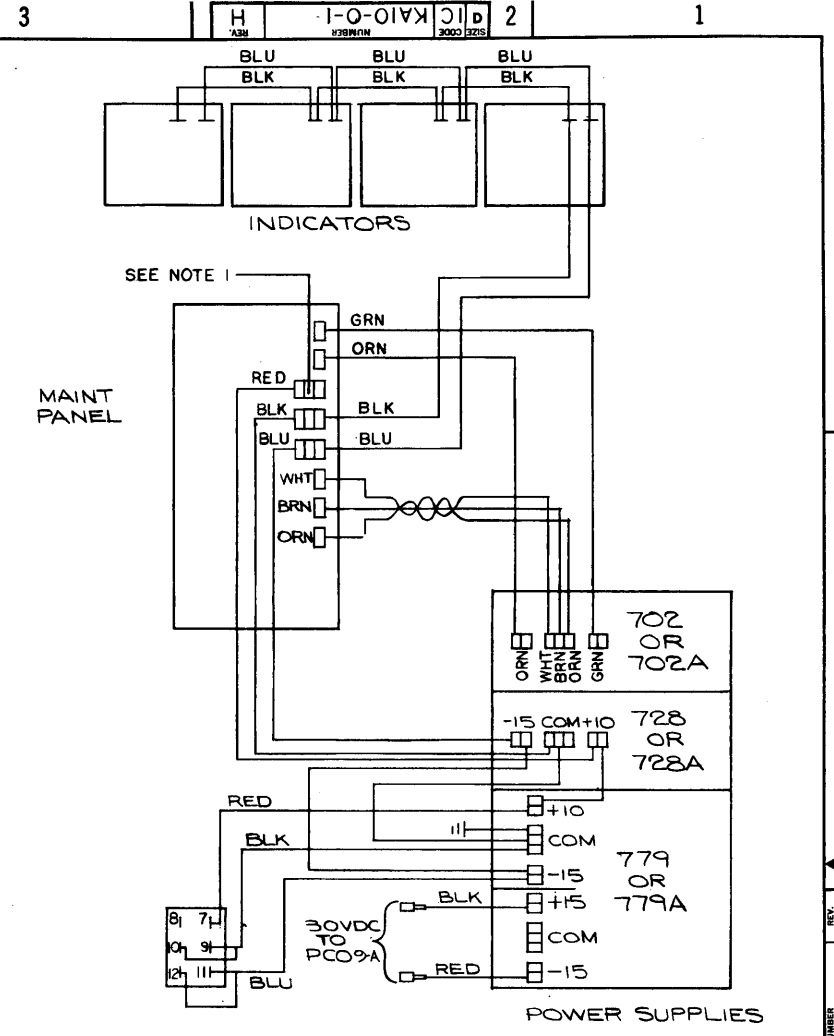 3
H
REV.
KA10-0-1
NUMBER
IC
CODE
D
SIZE
2
1
BLU BLU BLU
BLK BLK BLK
INDICATORS
SEE NOTE 1
GRN
ORN
RED
MAINT
PANEL
BLK BLK
BLU BLU
WHT
BRN
ORN
702
OR
702A
ORN WHT BRN ORN GRN
-15 COM +10
728
OR
728A
RED
+10
BLK
COM
779
OR
779A
-15
BLK
+15
8 7
30VDC
TO
PC09-A
COM
10 9
12 11
BLU
RED
-15
POWER SUPPLIES
REV.
NUMBER